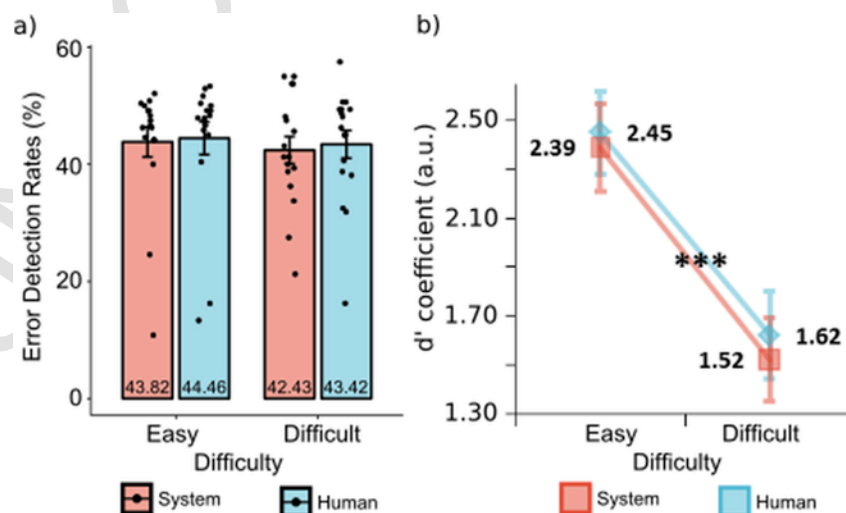 a)
Error Detection Rates (%)
60
40
20
0
43.82 44.46 42.43 43.42
Easy Difficult
Difficulty
System Human
b)
d' coefficient (a.u.)
2.50
2.10
1.70
1.30
2.39 2.45
***
1.52 1.62
Easy Difficult
Difficulty
System Human